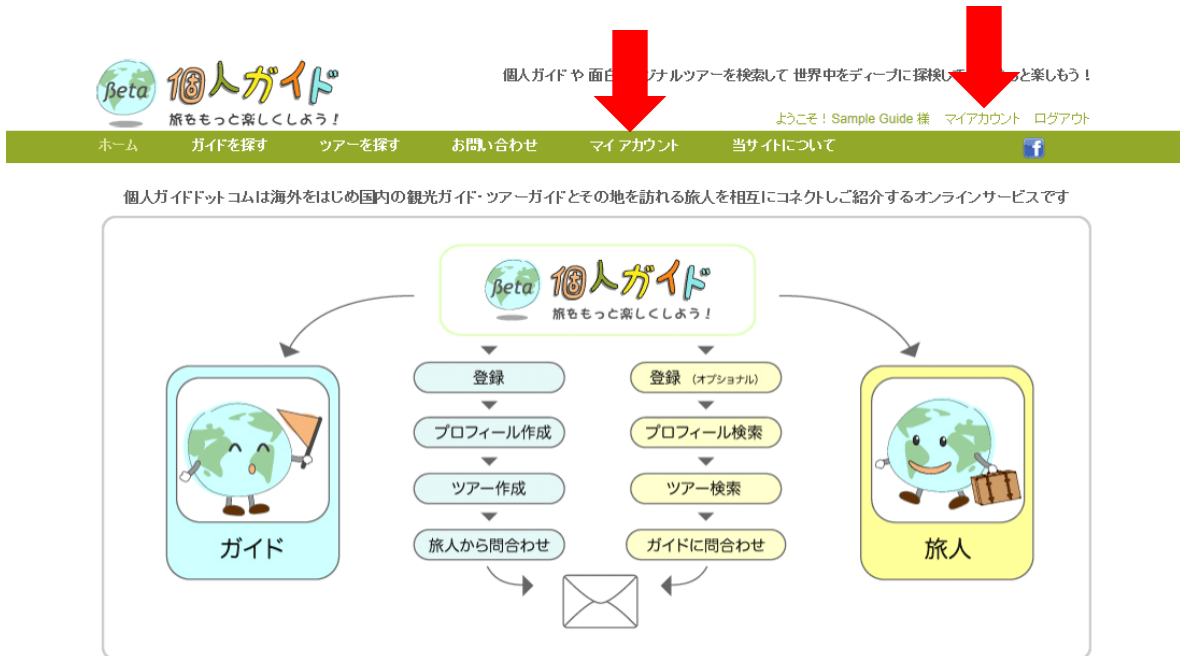 βeta 個人ガイド
旅をもっと楽しくしよう!
個人ガイド や 面白 ジナルツアーを検索して 世界中をディープに探検し と楽しもう!
ようこそ!Sample Guide 様 マイアカウント ログアウト
ホーム ガイドを探す ツアーを探す お問い合わせ マイアカウント 当サイトについて f
個人ガイドドットコムは海外をはじめ国内の観光ガイド・ツアーガイドとその地を訪れる旅人を相互にコネクトしご紹介するオンラインサービスです
βeta 個人ガイド
旅をもっと楽しくしよう!
登録
登録 (オプショナル)
プロフィール作成
プロフィール検索
ツアー作成
ツアー検索
旅人から問合わせ
ガイドに問合わせ
ガイド
旅人